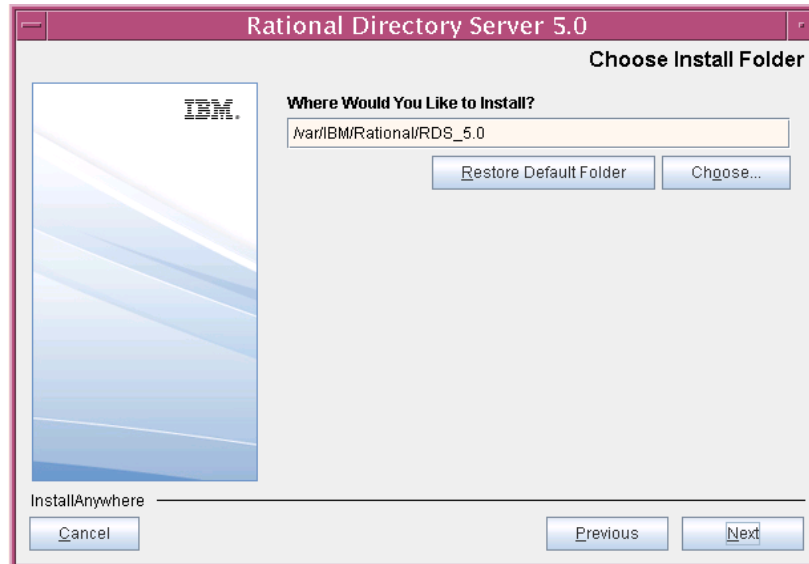 Rational Directory Server 5.0
Choose Install Folder
IBM.
Where Would You Like to Install?
/var/IBM/Rational/RDS_5.0
Restore Default Folder
Choose...
InstallAnywhere
Cancel
Previous
Next